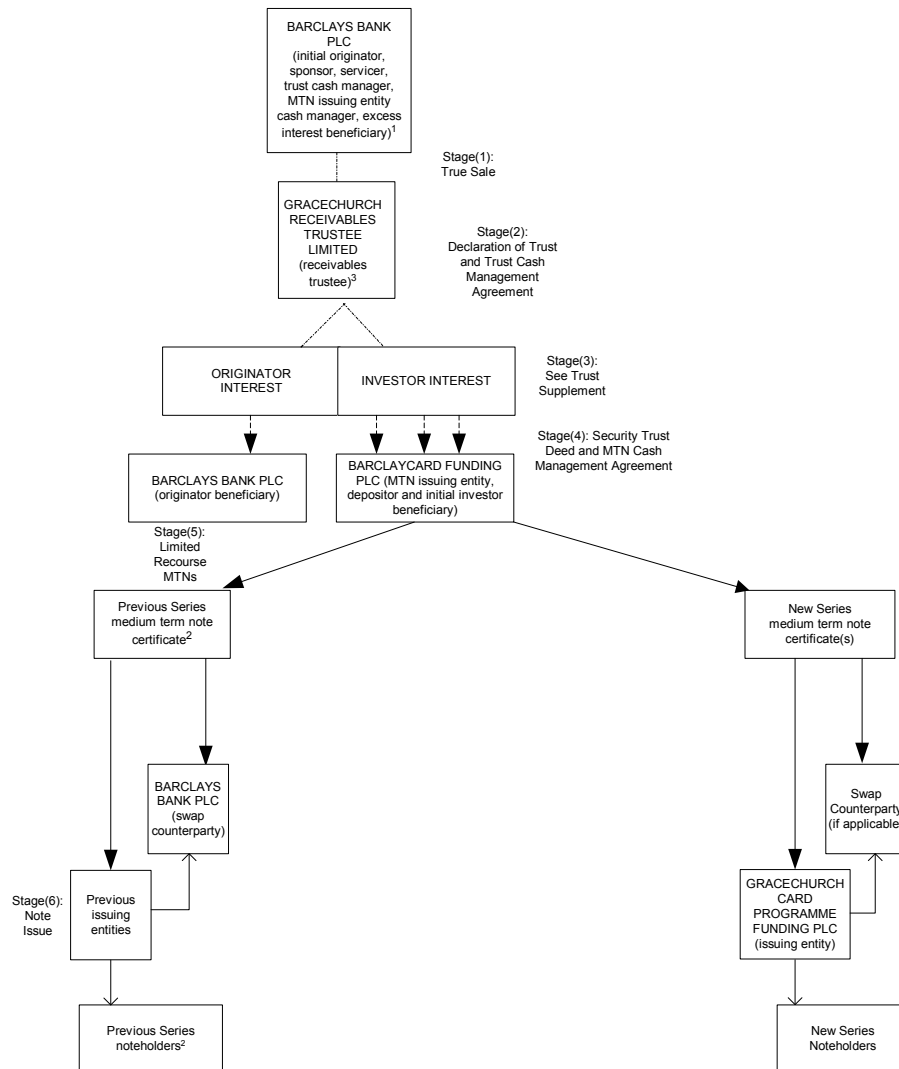 BARCLAYS BANK
PLC
(initial originator,
sponsor, servicer,
trust cash manager,
MTN issuing entity
cash manager, excess
interest beneficiary)1
Stage(1):
True Sale
GRACECHURCH
RECEIVABLES
TRUSTEE
LIMITED
(receivables
trustee)3
Stage(2):
Declaration of Trust
and Trust Cash
Management
Agreement
ORIGINATOR
INTEREST
INVESTOR INTEREST
Stage(3):
See Trust
Supplement
Stage(4): Security Trust
Deed and MTN Cash
Management Agreement
BARCLAYS BANK PLC
(originator beneficiary)
BARCLAYCARD FUNDING
PLC (MTN issuing entity,
depositor and initial investor
beneficiary)
Stage(5):
Limited
Recourse
MTNs
Previous Series
medium term note
certificate2
New Series
medium term note
certificate(s)
BARCLAYS
BANK PLC
(swap
counterparty)
Swap
Counterparty
(if applicable)
Stage(6):
Note
Issue
Previous
issuing
entities
GRACECHURCH
CARD
PROGRAMME
FUNDING PLC
(issuing entity)
Previous Series
noteholders2
New Series
Noteholders